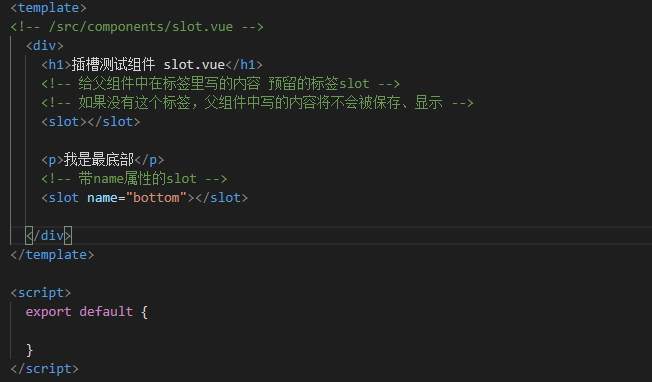 <template>
<!-- /src/components/slot.vue -->
<div>
<h1>插槽测试组件 slot.vue</h1>
<!-- 给父组件中在标签里写的内容 预留的标签slot -->
<!-- 如果没有这个标签，父组件中写的内容将不会被保存、显示 -->
<slot></slot>
<p>我是最底部</p>
<!-- 带name属性的slot -->
<slot name="bottom"></slot>
</div>
</template>
<script>
export default {
}
</script>